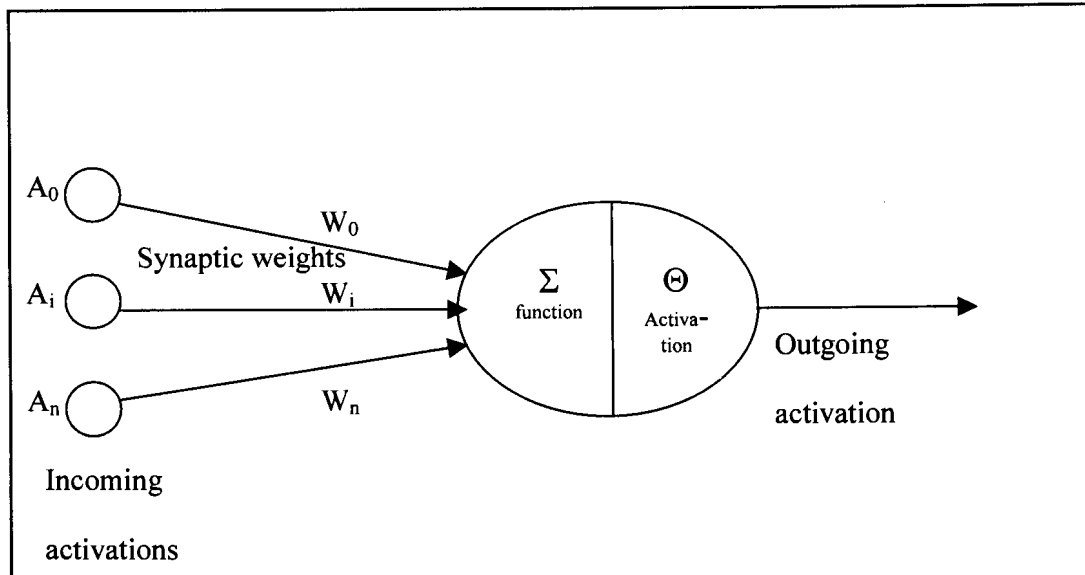 A₀
W₀
Synaptic weights
Aᵢ
Wᵢ
Σ
function
Θ
Activa-
tion
Outgoing
activation
Aₙ
Wₙ
Incoming
activations